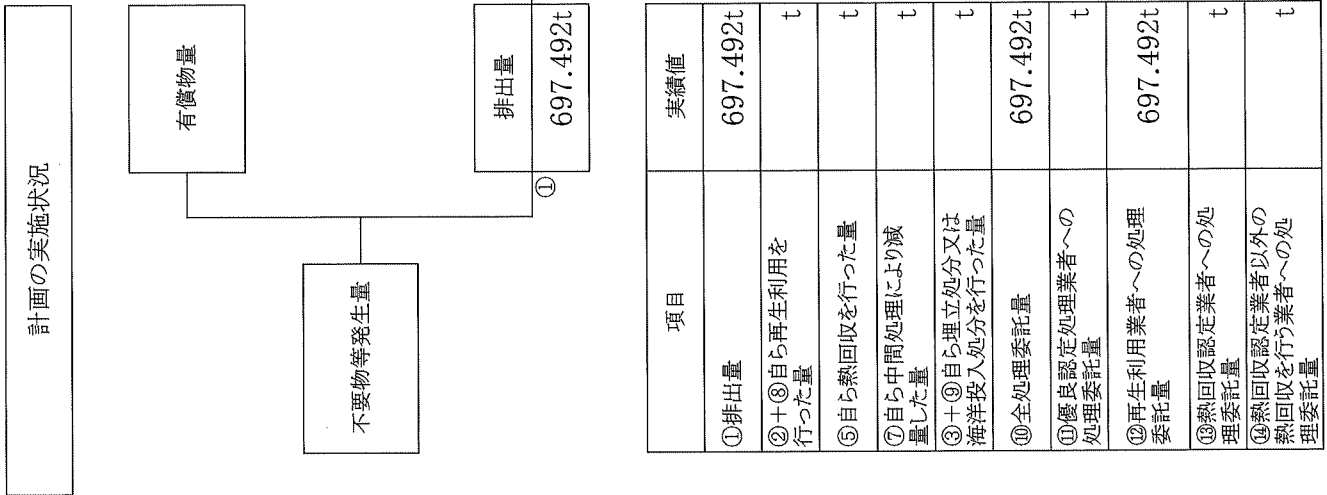 計画の実施状況
有償物量
不要物等発生量
排出量
①
697.492t
項目
実績値
①排出量
697.492t
②+⑧自ら再生利用を
行った量
t
⑤自ら熱回収を行った量
t
⑦自ら中間処理により減
量した量
t
③+⑨自ら埋立処分又は
海洋投入処分を行った量
t
⑩全処理委託量
697.492t
⑪優良認定処理業者への
処理委託量
t
⑫再生利用業者への処理
委託量
697.492t
⑬熱回収認定業者への処
理委託量
t
⑭熱回収認定業者以外の
熱回収を行う業者への処
理委託量
t